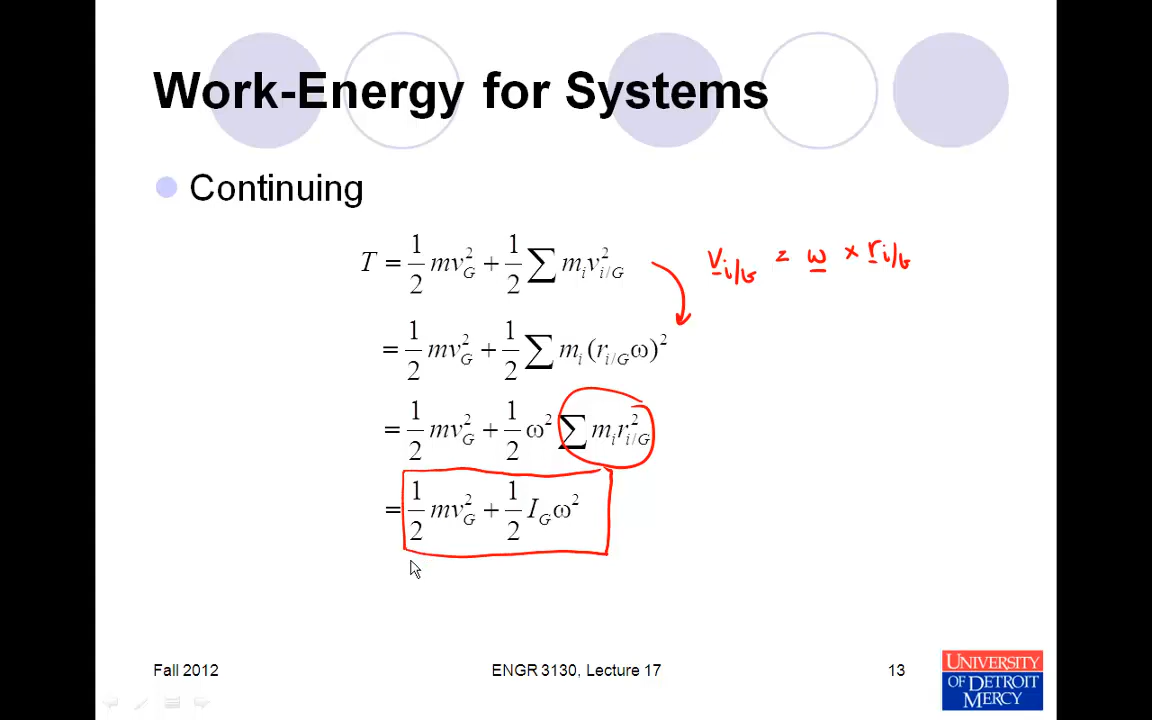 Work-Energy for Systems
Continuing
T = 1/2 mv_G^2 + 1/2 ∑ m_i v_{i/G}^2
v_{i/G} = ω × r_{i/G}
= 1/2 mv_G^2 + 1/2 ∑ m_i (r_{i/G} ω)^2
= 1/2 mv_G^2 + 1/2 ω^2 ∑ m_i r_{i/G}^2
= 1/2 mv_G^2 + 1/2 I_G ω^2
Fall 2012
ENGR 3130, Lecture 17
13
UNIVERSITY
OF DETROIT
MERCY